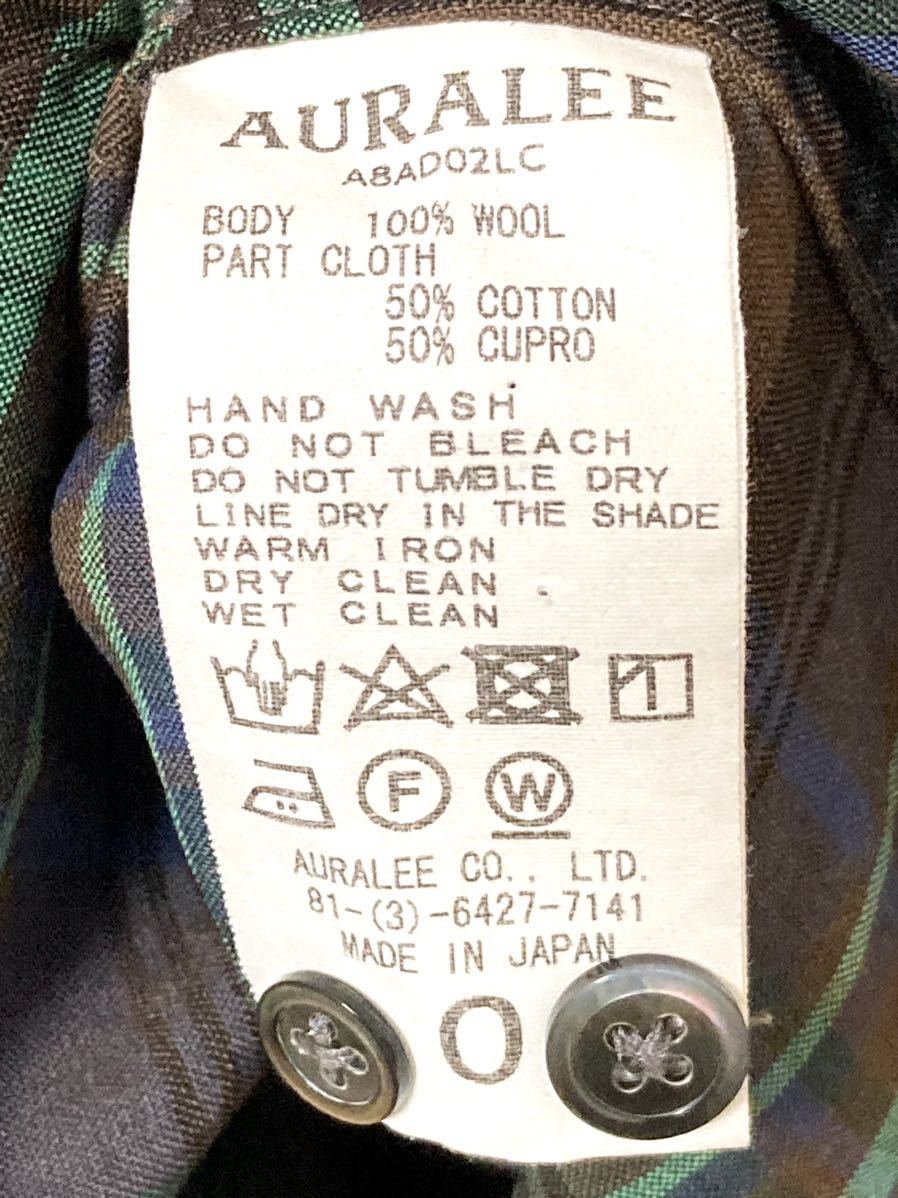 AURALEE
A8AD02LC
BODY 100% WOOL
PART CLOTH
50% COTTON
50% CUPRO
HAND WASH
DO NOT BLEACH
DO NOT TUMBLE DRY
LINE DRY IN THE SHADE
WARM IRON
DRY CLEAN
WET CLEAN
F W
AURALEE CO., LTD.
81-(3)-6427-7141
MADE IN JAPAN
0